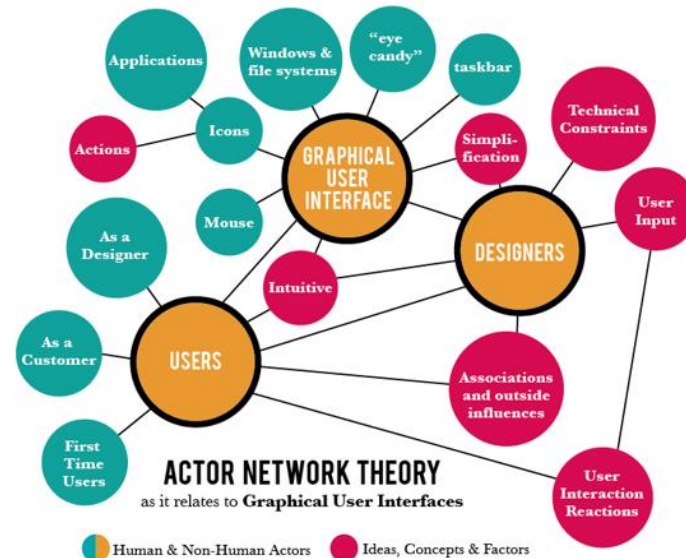 Applications
Windows &
file systems
“eye
candy”
taskbar
Technical
Constraints
Actions
Icons
Simpli-
fication
GRAPHICAL
USER
INTERFACE
User
Input
Mouse
As a
Designer
DESIGNERS
Intuitive
As a
Customer
USERS
Associations
and outside
influences
First
Time
Users
ACTOR NETWORK THEORY
as it relates to Graphical User Interfaces
User
Interaction
Reactions
Human & Non-Human Actors
Ideas, Concepts & Factors